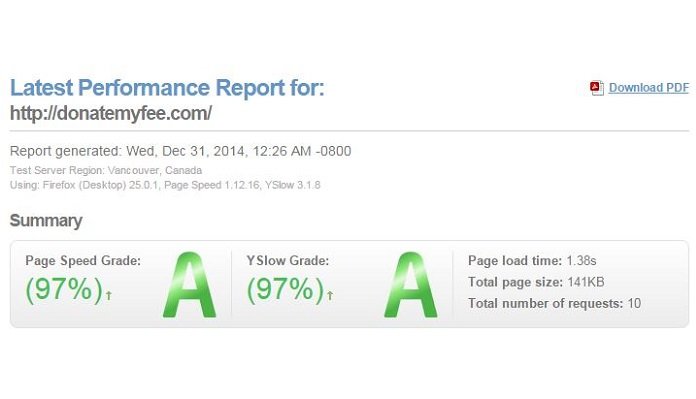 Latest Performance Report for:
Download PDF
http://donatemyfee.com/
Report generated: Wed, Dec 31, 2014, 12:26 AM -0800
Test Server Region: Vancouver, Canada
Using: Firefox (Desktop) 25.0.1, Page Speed 1.12.16, YSlow 3.1.8
Summary
Page Speed Grade:
(97%)↑
A
YSlow Grade:
(97%)↑
A
Page load time: 1.38s
Total page size: 141KB
Total number of requests: 10